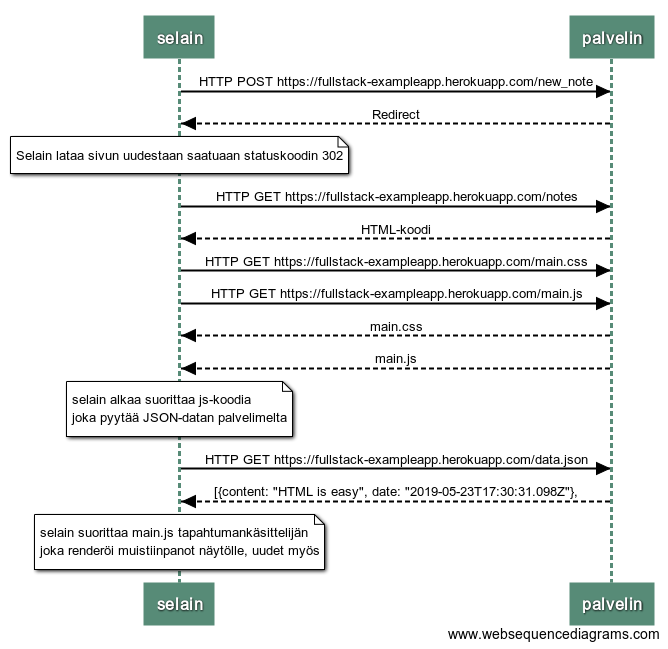 selain palvelin
HTTP POST https://fullstack-exampleapp.herokuapp.com/new_note
Redirect
Selain lataa sivun uudestaan saatuaan statuskoodin 302
HTTP GET https://fullstack-exampleapp.herokuapp.com/notes
HTML-koodi
HTTP GET https://fullstack-exampleapp.herokuapp.com/main.css
HTTP GET https://fullstack-exampleapp.herokuapp.com/main.js
main.css
main.js
selain alkaa suorittaa js-koodia
joka pyytää JSON-datan palvelimelta
HTTP GET https://fullstack-exampleapp.herokuapp.com/data.json
[{content: "HTML is easy", date: "2019-05-23T17:30:31.098Z"},
selain suorittaa main.js tapahtumankäsittelijän
joka renderöi muistiinpanot näytölle, uudet myös
selain palvelin
www.websequencediagrams.com